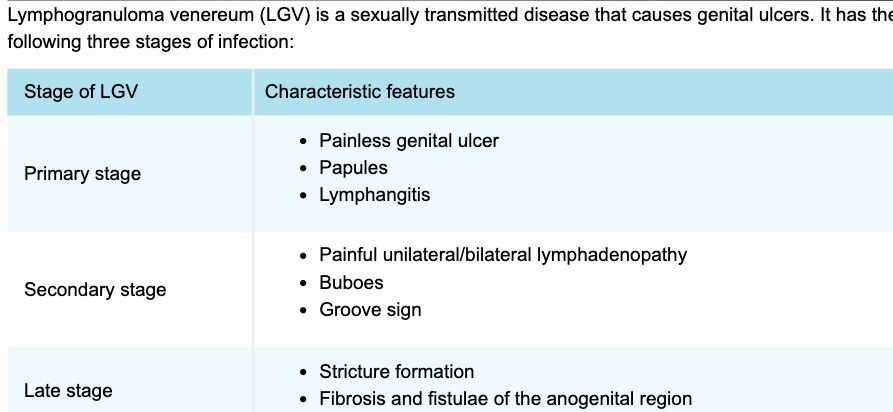 Lymphogranuloma venereum (LGV) is a sexually transmitted disease that causes genital ulcers. It has the
following three stages of infection:
Stage of LGV
Characteristic features
Primary stage
• Painless genital ulcer
• Papules
• Lymphangitis
Secondary stage
• Painful unilateral/bilateral lymphadenopathy
• Buboes
• Groove sign
Late stage
• Stricture formation
• Fibrosis and fistulae of the anogenital region